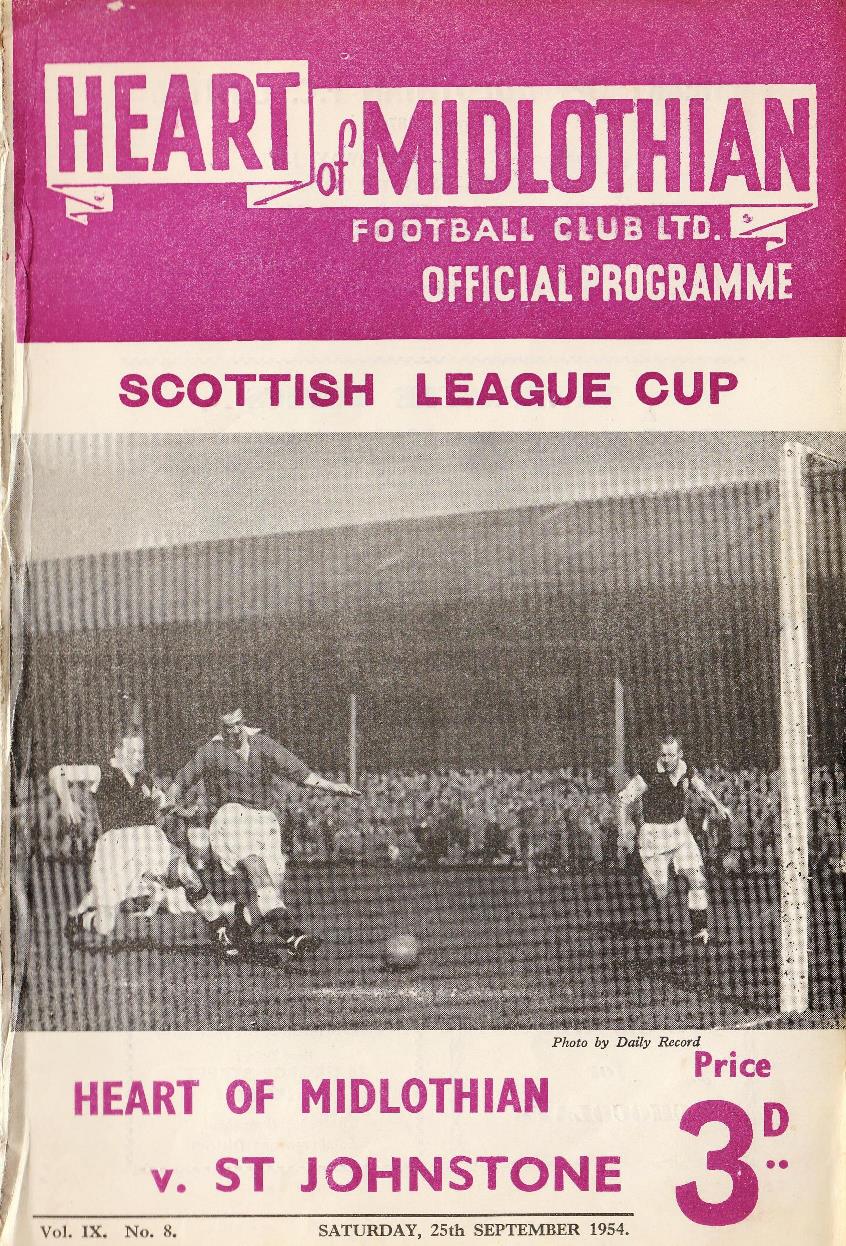 HEART of MIDLOTHIAN
FOOTBALL CLUB LTD.
OFFICIAL PROGRAMME
SCOTTISH LEAGUE CUP
Photo by Daily Record
HEART OF MIDLOTHIAN
v. ST JOHNSTONE
Price
3D
Vol. IX. No. 8. SATURDAY, 25th SEPTEMBER 1954.